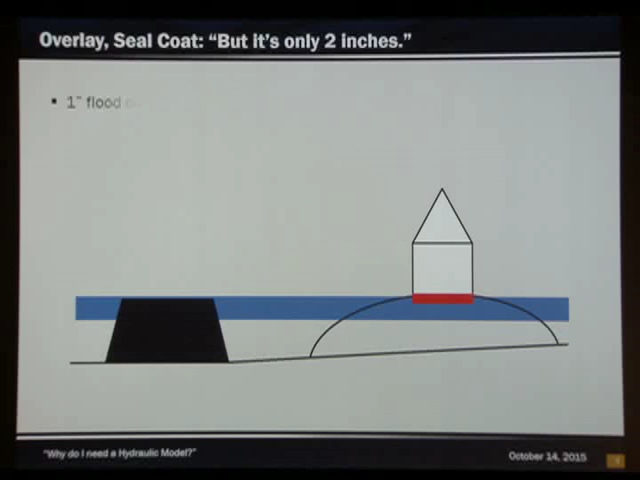 Overlay, Seal Coat: “But it’s only 2 inches.”
▪ 1” flood
“Why do I need a Hydraulic Model?”
October 14, 2015